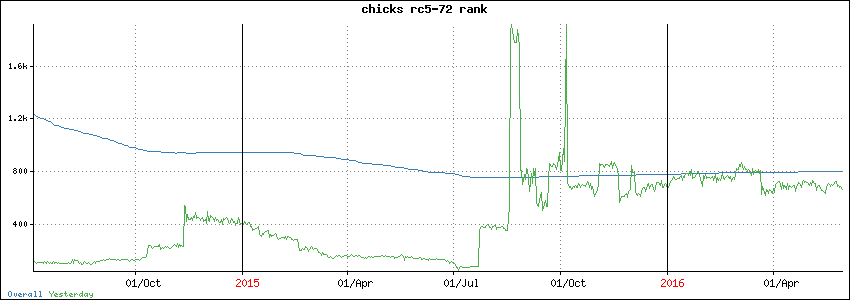 chicks rc5-72 rank
1.6k
1.2k
800
400
01/Oct 2015 01/Apr 01/Jul 01/Oct 2016 01/Apr
Overall Yesterday